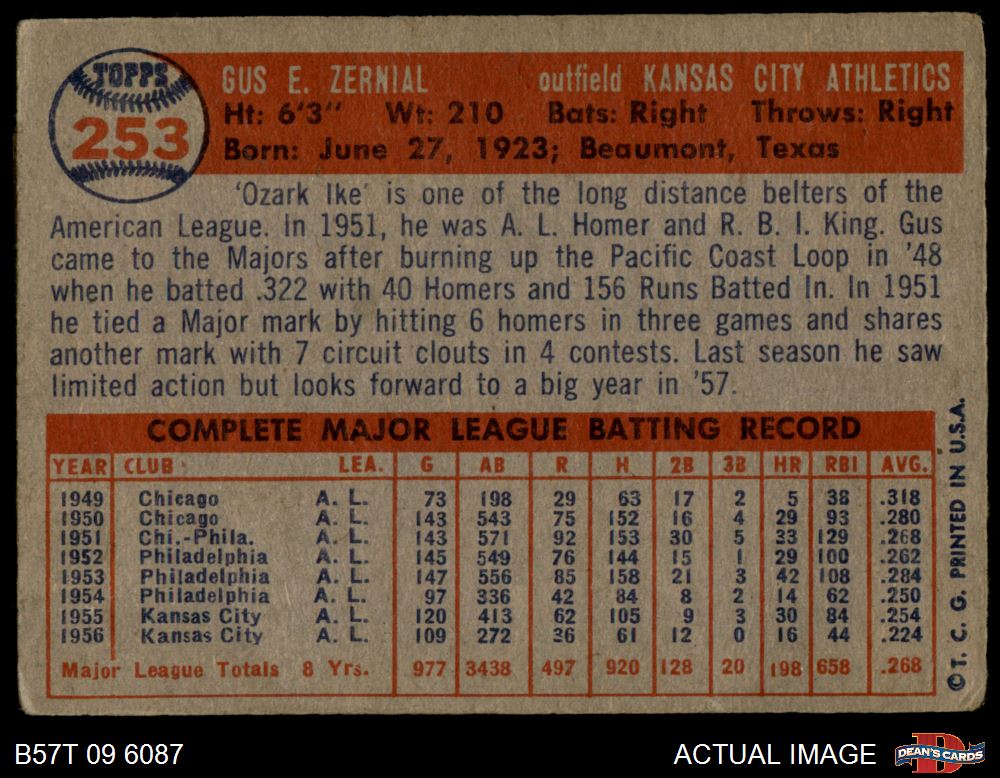 TOPPS
253
GUS E. ZERNIAL outfield KANSAS CITY ATHLETICS
Ht: 6'3" Wt: 210 Bats: Right Throws: Right
Born: June 27, 1923; Beaumont, Texas
'Ozark Ike' is one of the long distance belters of the
American League. In 1951, he was A. L. Homer and R. B. I. King. Gus
came to the Majors after burning up the Pacific Coast Loop in '48
when he batted .322 with 40 Homers and 156 Runs Batted In. In 1951
he tied a Major mark by hitting 6 homers in three games and shares
another mark with 7 circuit clouts in 4 contests. Last season he saw
limited action but looks forward to a big year in '57.
COMPLETE MAJOR LEAGUE BATTING RECORD
YEAR CLUB LEA. G AB R H 2B 3B HR RBI AVG.
1949 Chicago A. L. 73 198 29 63 17 2 5 38 .318
1950 Chicago A. L. 143 543 75 152 16 4 29 93 .280
1951 Chi.-Phila. A. L. 143 571 92 153 30 5 33 129 .268
1952 Philadelphia A. L. 145 549 76 144 15 1 29 100 .262
1953 Philadelphia A. L. 147 556 85 158 21 3 42 108 .284
1954 Philadelphia A. L. 97 336 42 84 8 2 14 62 .250
1955 Kansas City A. L. 120 413 62 105 9 3 30 84 .254
1956 Kansas City A. L. 109 272 36 61 12 0 16 44 .224
Major League Totals 8 Yrs. 977 3438 497 920 128 20 198 658 .268
©T. C. G. PRINTED IN U.S.A.
B57T 09 6087
ACTUAL IMAGE
DEAN'S CARDS